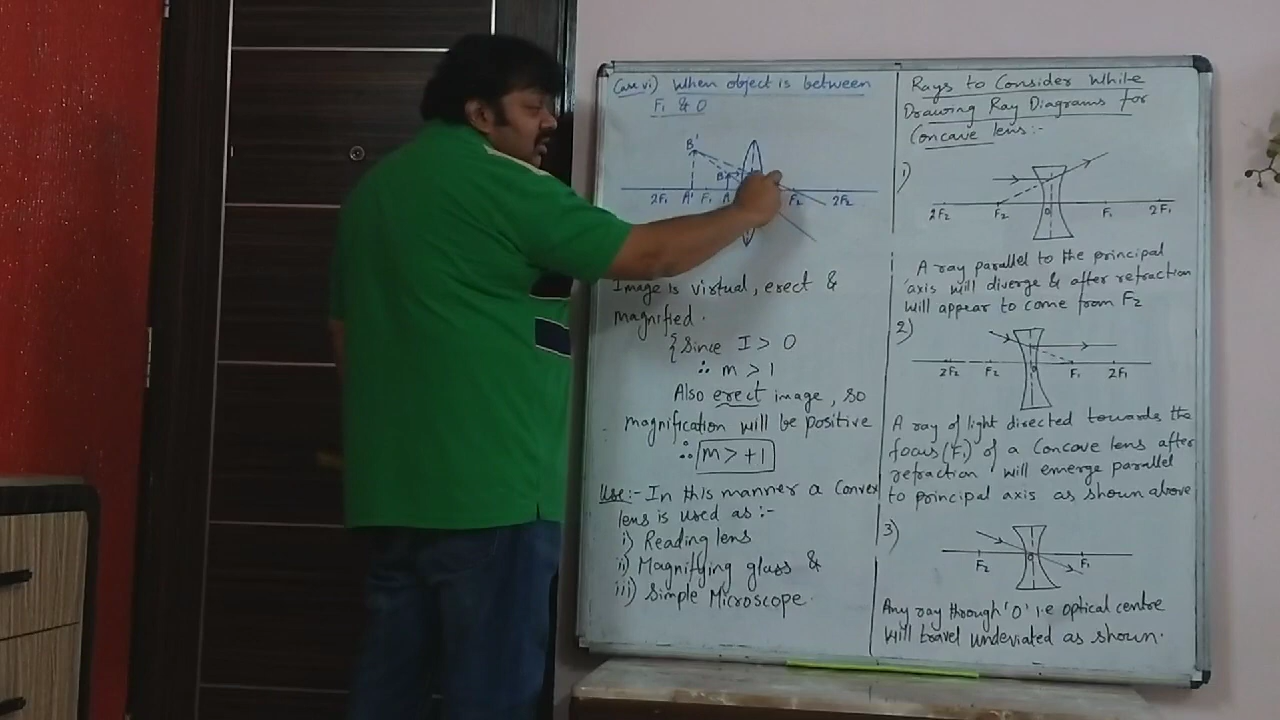 (case vi) When object is between
F₁ & O
B'
B
2F₁ A' F₁ A F₂ 2F₂
Image is virtual, erect &
magnified.
{Since I > O
∴ m > 1
Also erect image, so
magnification will be positive
∴ m > +1
Use:- In this manner a Convex
lens is used as :-
i) Reading lens
ii) Magnifying glass &
iii) Simple Microscope.
Rays to Consider While
Drawing Ray Diagrams for
Concave lens:-
1)
2F₂ F₂ O F₁ 2F₁
A ray parallel to the principal
axis will diverge & after refraction
will appear to come from F₂
2)
2F₂ F₂ O F₁ 2F₁
A ray of light directed towards the
focus (F₁) of a Concave lens after
refraction will emerge parallel
to principal axis as shown above
3)
F₂ O F₁
Any ray through 'O' i.e optical centre
will travel undeviated as shown.